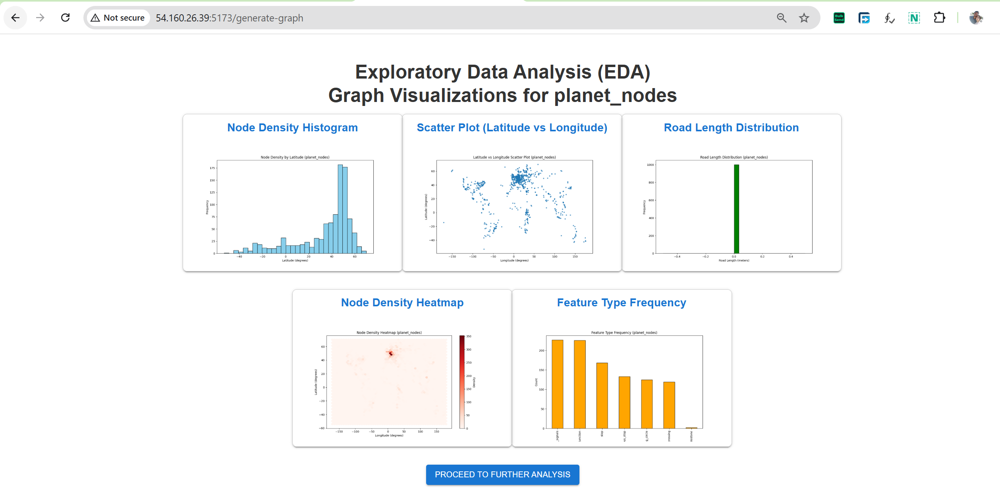 Not secure
54.160.26.39:5173/generate-graph
Bulk
Send
N
Exploratory Data Analysis (EDA)
Graph Visualizations for planet_nodes
Node Density Histogram
Node Density by Latitude (planet_nodes)
175
150
125
100
75
50
25
0
Frequency
−40
−20
0
20
40
60
Latitude (degrees)
Scatter Plot (Latitude vs Longitude)
Latitude vs Longitude Scatter Plot (planet_nodes)
60
40
20
0
−20
−40
Latitude (degrees)
−150
−100
−50
0
50
100
150
Longitude (degrees)
Road Length Distribution
Road Length Distribution (planet_nodes)
1000
800
600
400
200
0
Frequency
−0.4
−0.2
0.0
0.2
0.4
Road Length (meters)
Node Density Heatmap
Node Density Heatmap (planet_nodes)
60
40
20
0
−20
−40
−60
Latitude (degrees)
−150
−100
−50
0
50
100
150
Longitude (degrees)
350
300
250
200
150
100
50
0
Density
Feature Type Frequency
Feature Type Frequency (planet_nodes)
200
150
100
50
0
Count
_signals
junction
stop
us_stop
g_circle
crossing
ilestone
PROCEED TO FURTHER ANALYSIS